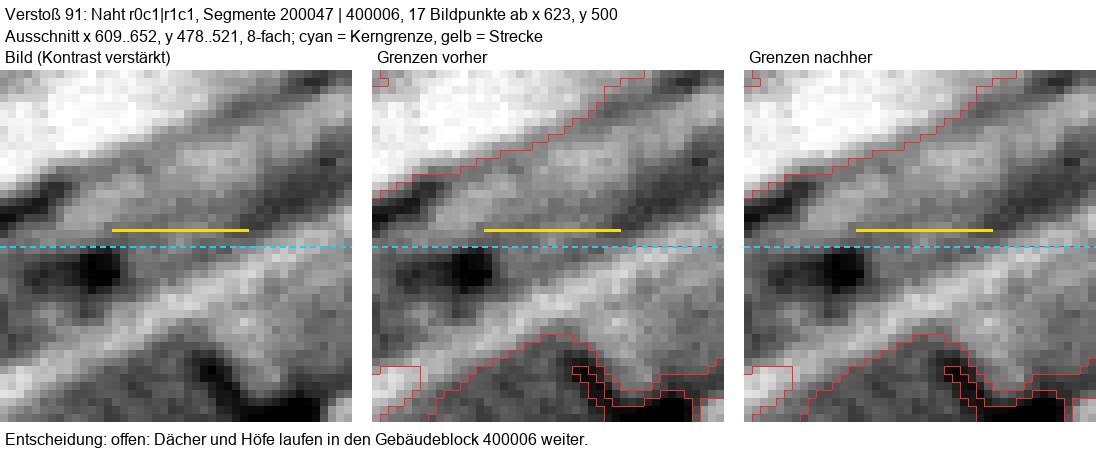 Verstoß 91: Naht r0c1|r1c1, Segmente 200047 | 400006, 17 Bildpunkte ab x 623, y 500
Ausschnitt x 609..652, y 478..521, 8-fach; cyan = Kerngrenze, gelb = Strecke
Bild (Kontrast verstärkt) Grenzen vorher Grenzen nachher
Entscheidung: offen: Dächer und Höfe laufen in den Gebäudeblock 400006 weiter.